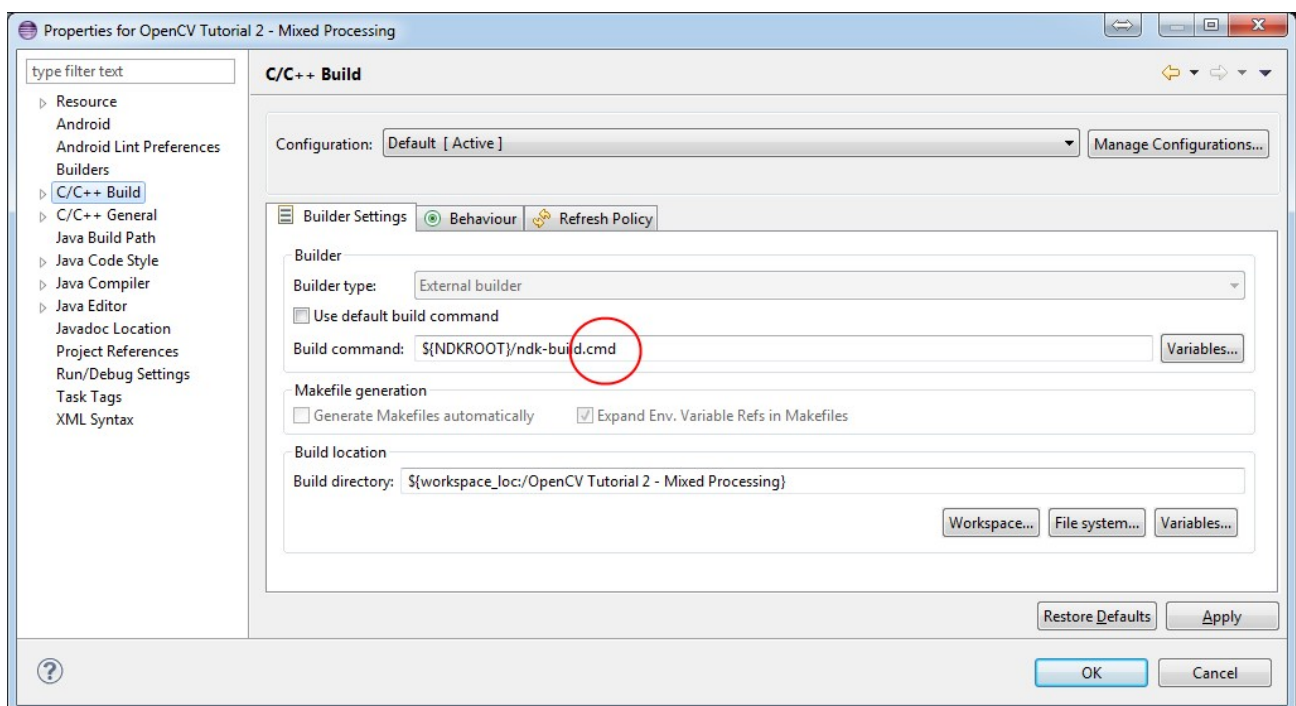 Properties for OpenCV Tutorial 2 - Mixed Processing
type filter text
Resource
Android
Android Lint Preferences
Builders
C/C++ Build
C/C++ General
Java Build Path
Java Code Style
Java Compiler
Java Editor
Javadoc Location
Project References
Run/Debug Settings
Task Tags
XML Syntax
C/C++ Build
Configuration: Default [ Active ] Manage Configurations...
Builder Settings Behaviour Refresh Policy
Builder
Builder type: External builder
Use default build command
Build command: ${NDKROOT}/ndk-build.cmd Variables...
Makefile generation
Generate Makefiles automatically Expand Env. Variable Refs in Makefiles
Build location
Build directory: ${workspace_loc:/OpenCV Tutorial 2 - Mixed Processing}
Workspace... File system... Variables...
Restore Defaults Apply
OK Cancel